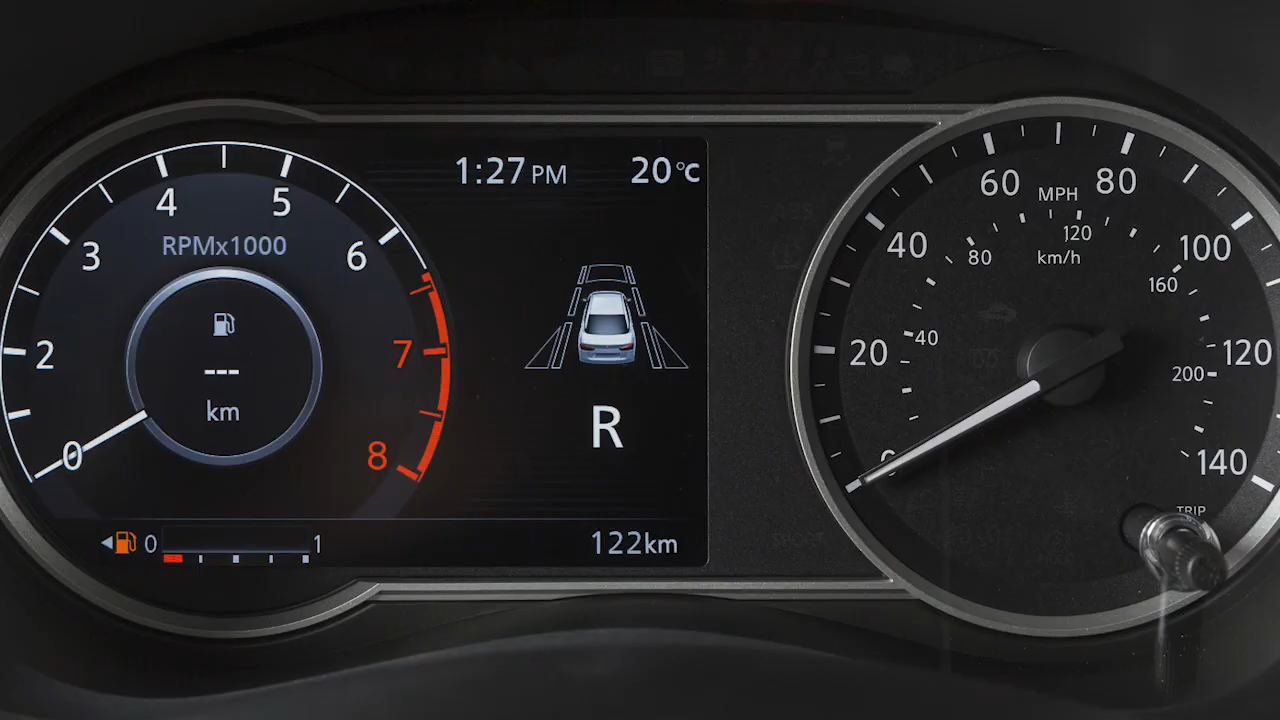 1:27 PM 20°C
4 5
3 6
RPMx1000
2 7
---
km
0 8
R
0 1
122km
60 MPH 80
40 100
80 km/h 120
160
20 40 120
200
0 140
TRIP